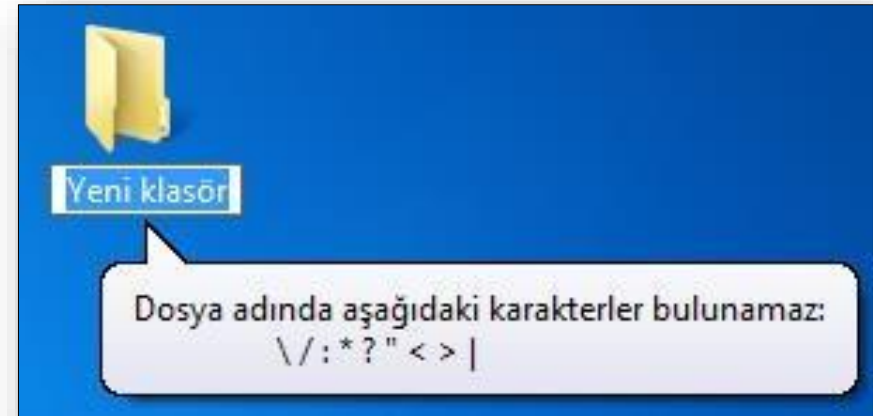 Yeni klasör
Dosya adında aşağıdaki karakterler bulunamaz:
\ / : * ? " < > |